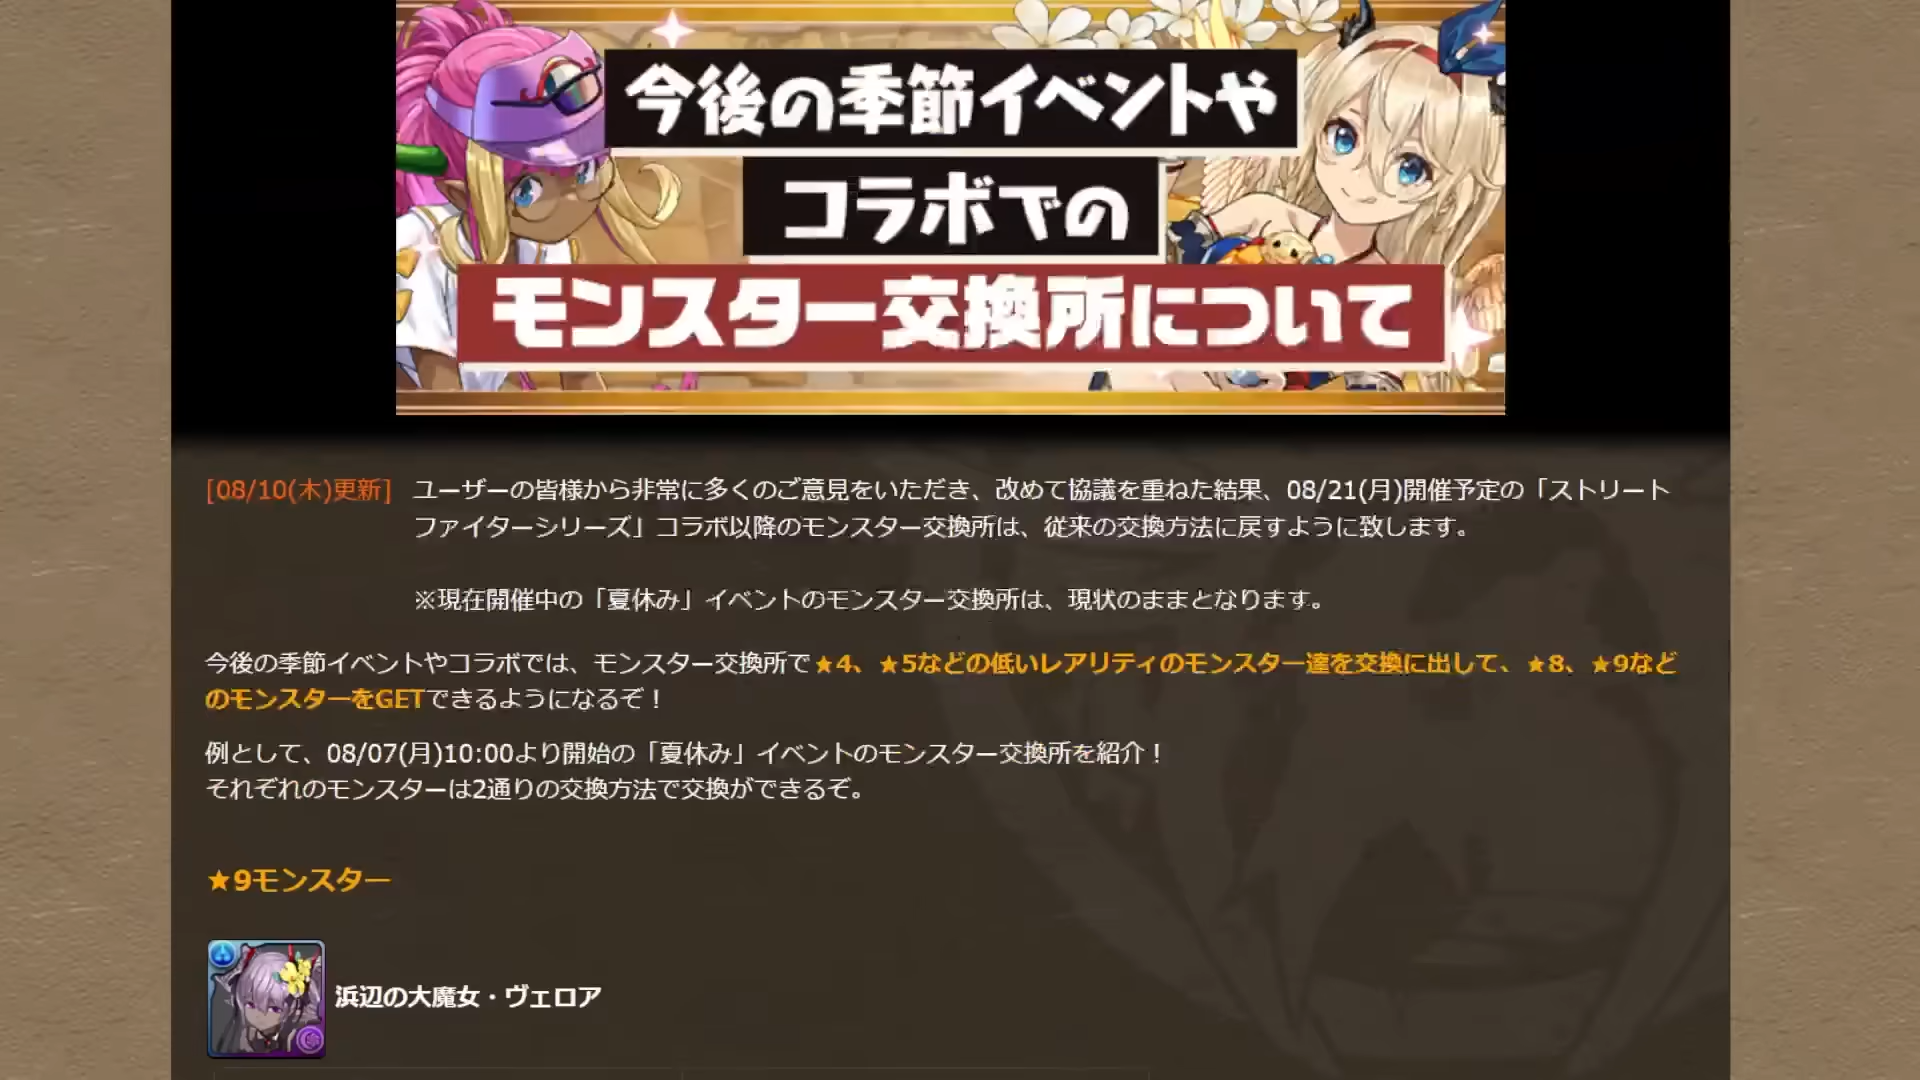 今後の季節イベントや
コラボでの
モンスター交換所について
[08/10(木)更新] ユーザーの皆様から非常に多くのご意見をいただき、改めて協議を重ねた結果、08/21(月)開催予定の「ストリート
ファイターシリーズ」コラボ以降のモンスター交換所は、従来の交換方法に戻すように致します。
※現在開催中の「夏休み」イベントのモンスター交換所は、現状のままとなります。
今後の季節イベントやコラボでは、モンスター交換所で★4、★5などの低いレアリティのモンスター達を交換に出して、★8、★9など
のモンスターをGETできるようになるぞ！
例として、08/07(月)10:00より開始の「夏休み」イベントのモンスター交換所を紹介！
それぞれのモンスターは2通りの交換方法で交換ができるぞ。
★9モンスター
浜辺の大魔女・ヴェロア